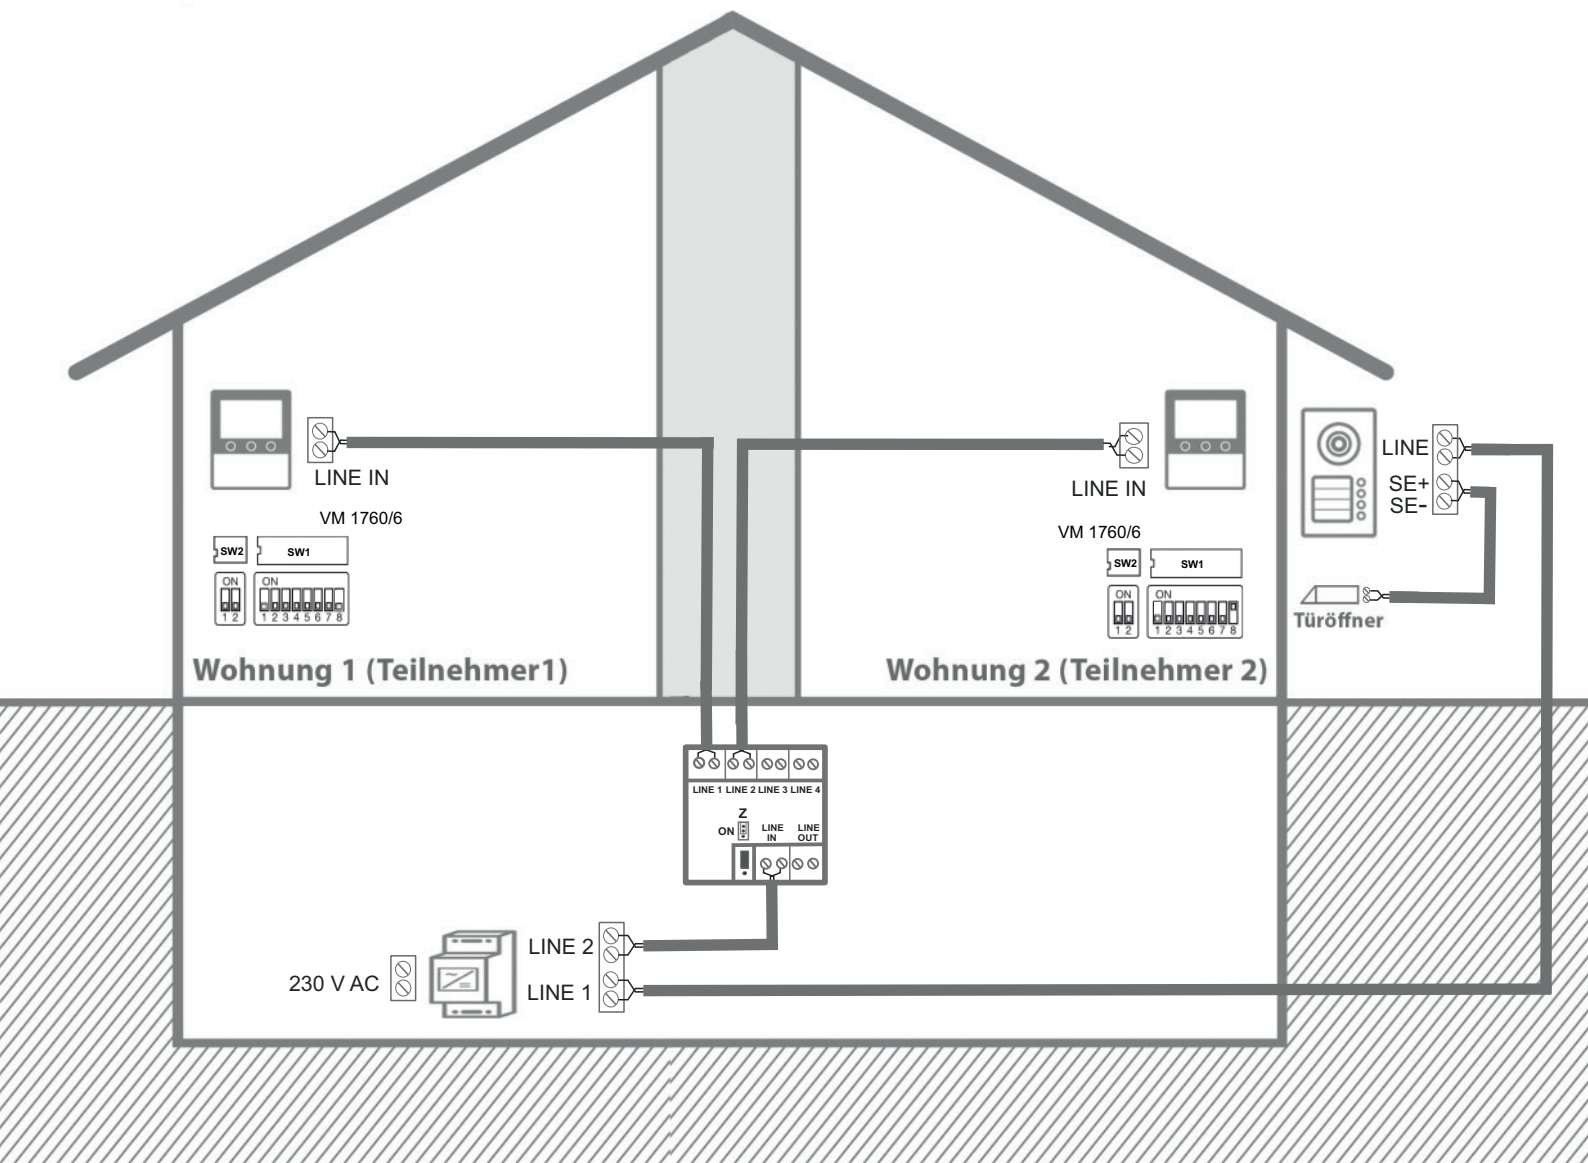 LINE IN
VM 1760/6
SW2 SW1
ON ON
1 2 1 2 3 4 5 6 7 8
Wohnung 1 (Teilnehmer1)
LINE IN
VM 1760/6
SW2 SW1
ON ON
1 2 1 2 3 4 5 6 7 8
Wohnung 2 (Teilnehmer 2)
LINE
SE+
SE-
Türöffner
LINE 1 LINE 2 LINE 3 LINE 4
Z
ON
LINE IN
LINE OUT
LINE 2
230 V AC
LINE 1